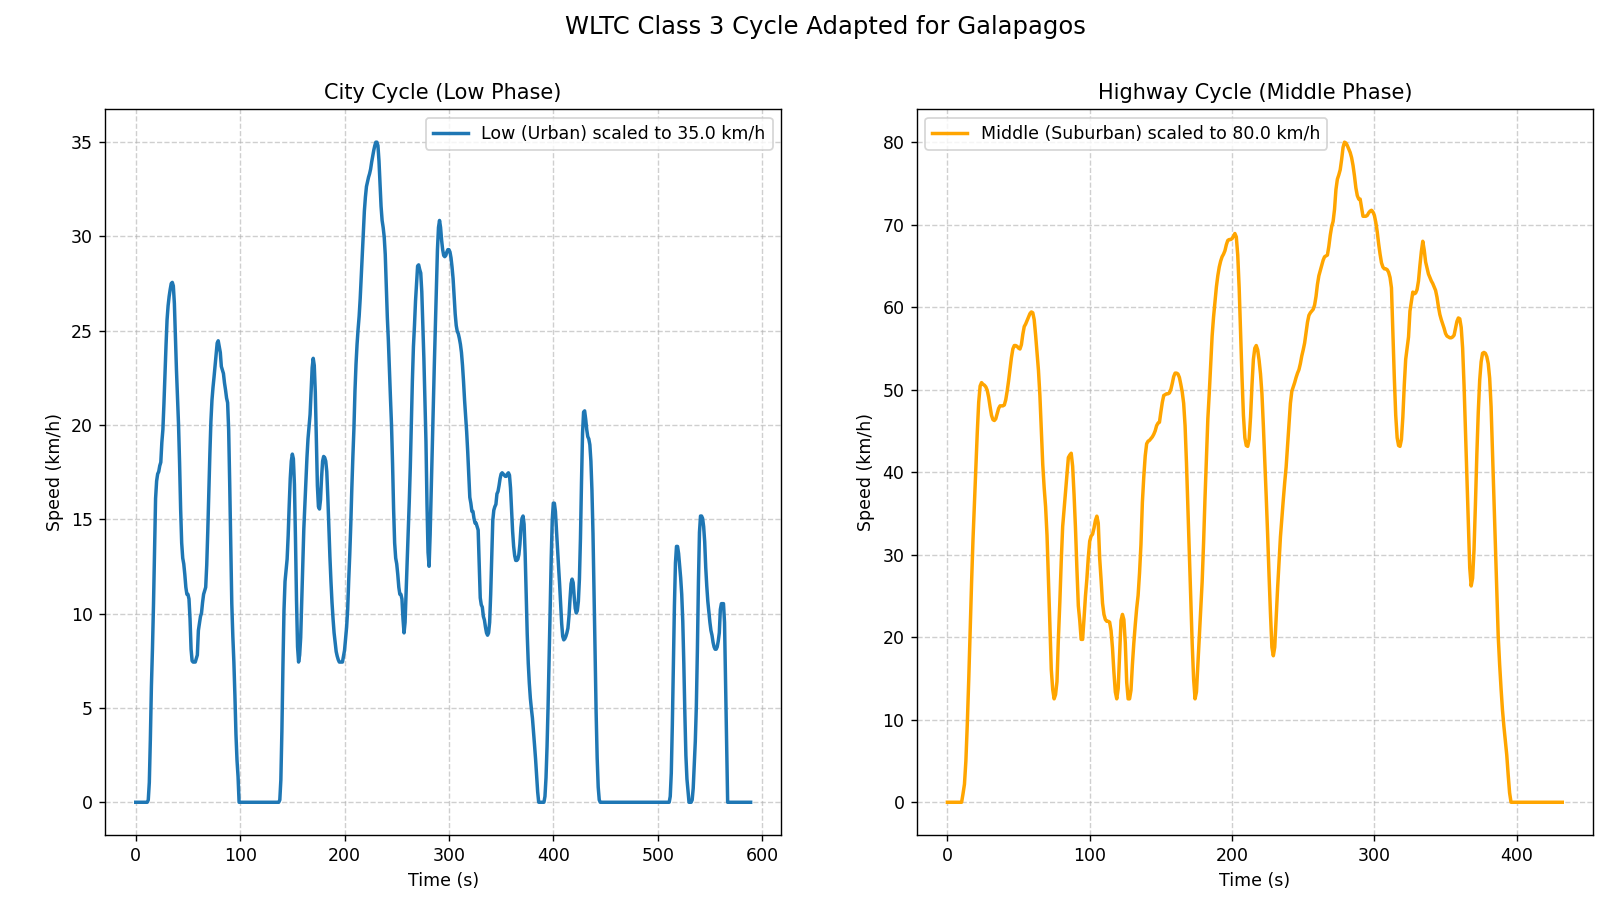 WLTC Class 3 Cycle Adapted for Galapagos
City Cycle (Low Phase)
Low (Urban) scaled to 35.0 km/h
Speed (km/h)
35
30
25
20
15
10
5
0
0 100 200 300 400 500 600
Time (s)
Highway Cycle (Middle Phase)
Middle (Suburban) scaled to 80.0 km/h
Speed (km/h)
80
70
60
50
40
30
20
10
0
0 100 200 300 400
Time (s)